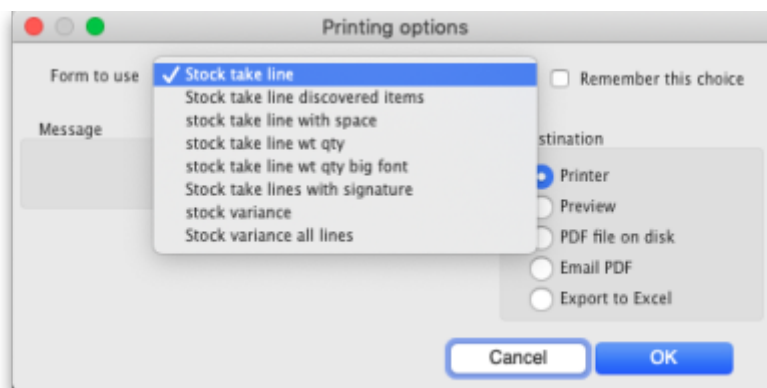 Printing options
Form to use
✓ Stock take line
Stock take line discovered items
stock take line with space
stock take line wt qty
stock take line wt qty big font
Stock take lines with signature
stock variance
Stock variance all lines
Remember this choice
Message
stination
Printer
Preview
PDF file on disk
Email PDF
Export to Excel
Cancel
OK